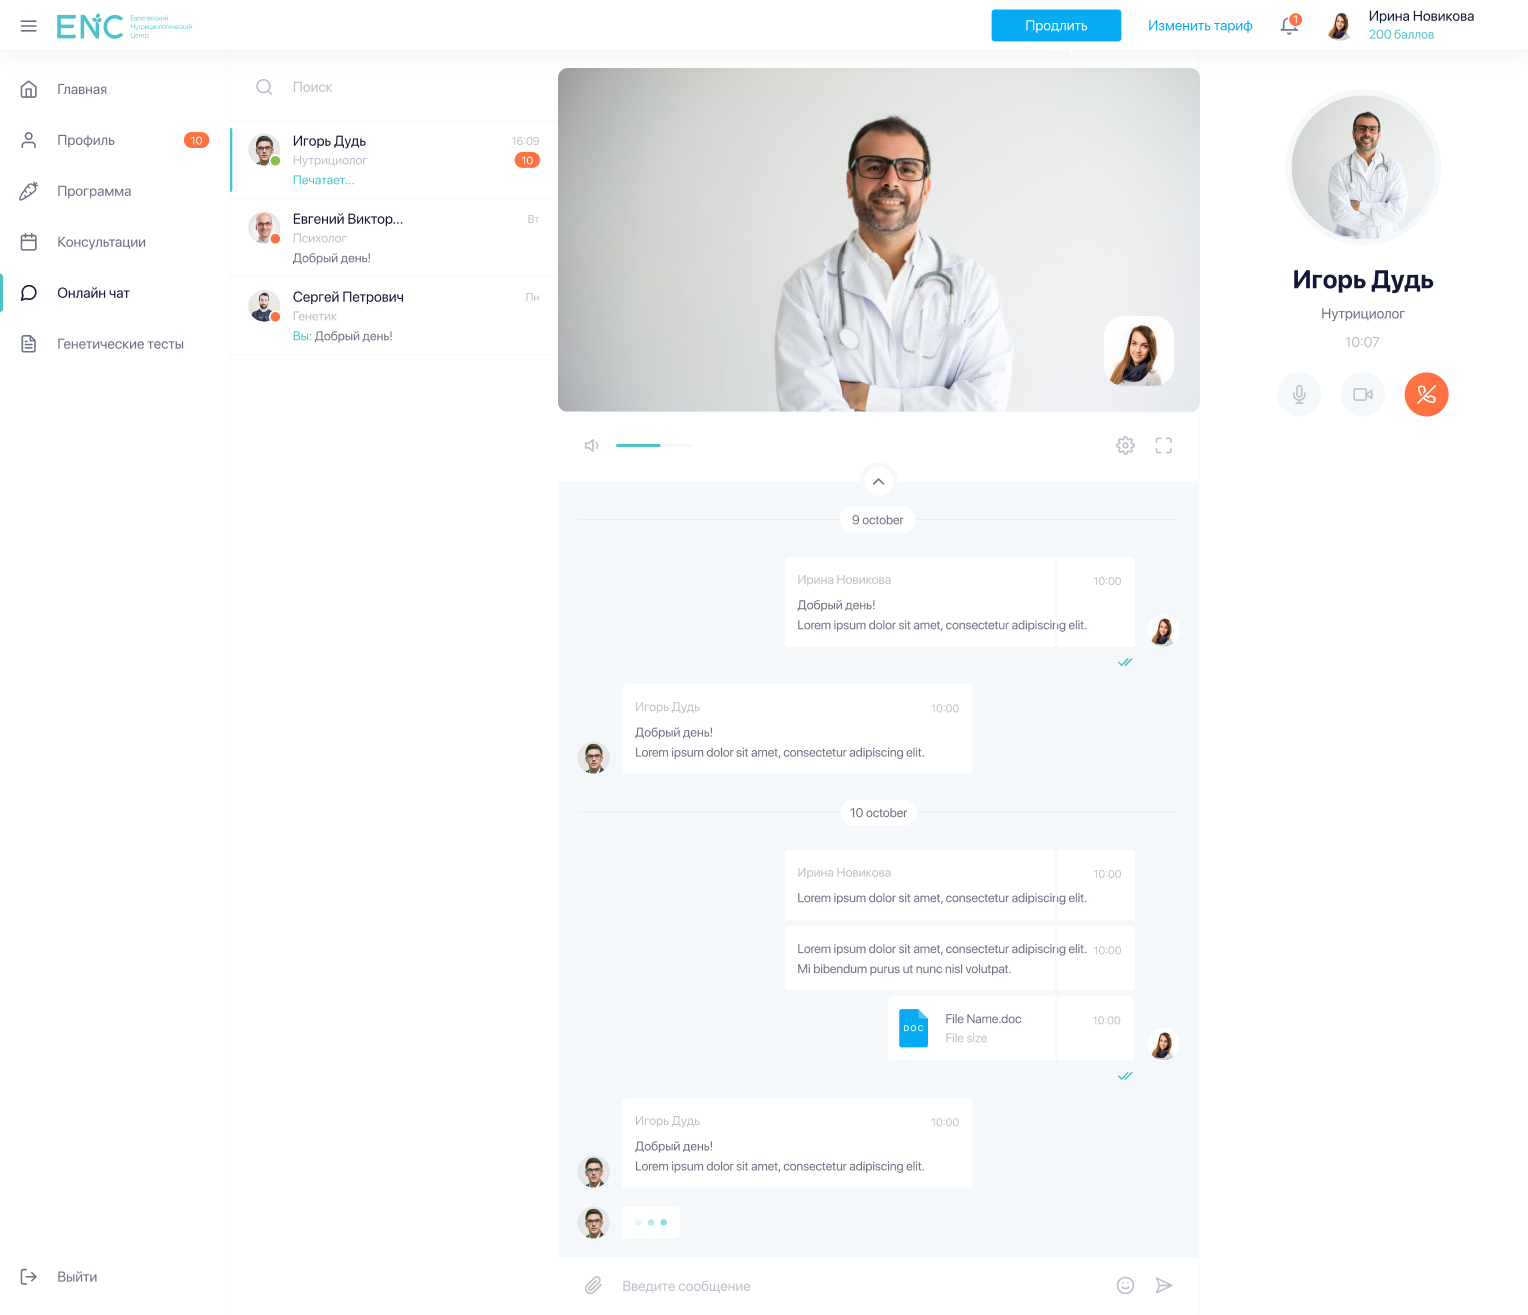 ENC
Европейский
Нутрициологический
Центр
Продлить
Изменить тариф
1
Ирина Новикова
200 баллов
Главная
Профиль
10
Программа
Консультации
Онлайн чат
Генетические тесты
Выйти
Поиск
Игорь Дудь
16:09
Нутрициолог
10
Печатает...
Евгений Виктор...
Вт
Психолог
Добрый день!
Сергей Петрович
Пн
Генетик
Вы: Добрый день!
9 october
Ирина Новикова
10:00
Добрый день!
Lorem ipsum dolor sit amet, consectetur adipiscing elit.
Игорь Дудь
10:00
Добрый день!
Lorem ipsum dolor sit amet, consectetur adipiscing elit.
10 october
Ирина Новикова
10:00
Lorem ipsum dolor sit amet, consectetur adipiscing elit.
Lorem ipsum dolor sit amet, consectetur adipiscing elit.
10:00
Mi bibendum purus ut nunc nisl volutpat.
DOC
File Name.doc
10:00
File size
Игорь Дудь
10:00
Добрый день!
Lorem ipsum dolor sit amet, consectetur adipiscing elit.
Введите сообщение
Игорь Дудь
Нутрициолог
10:07